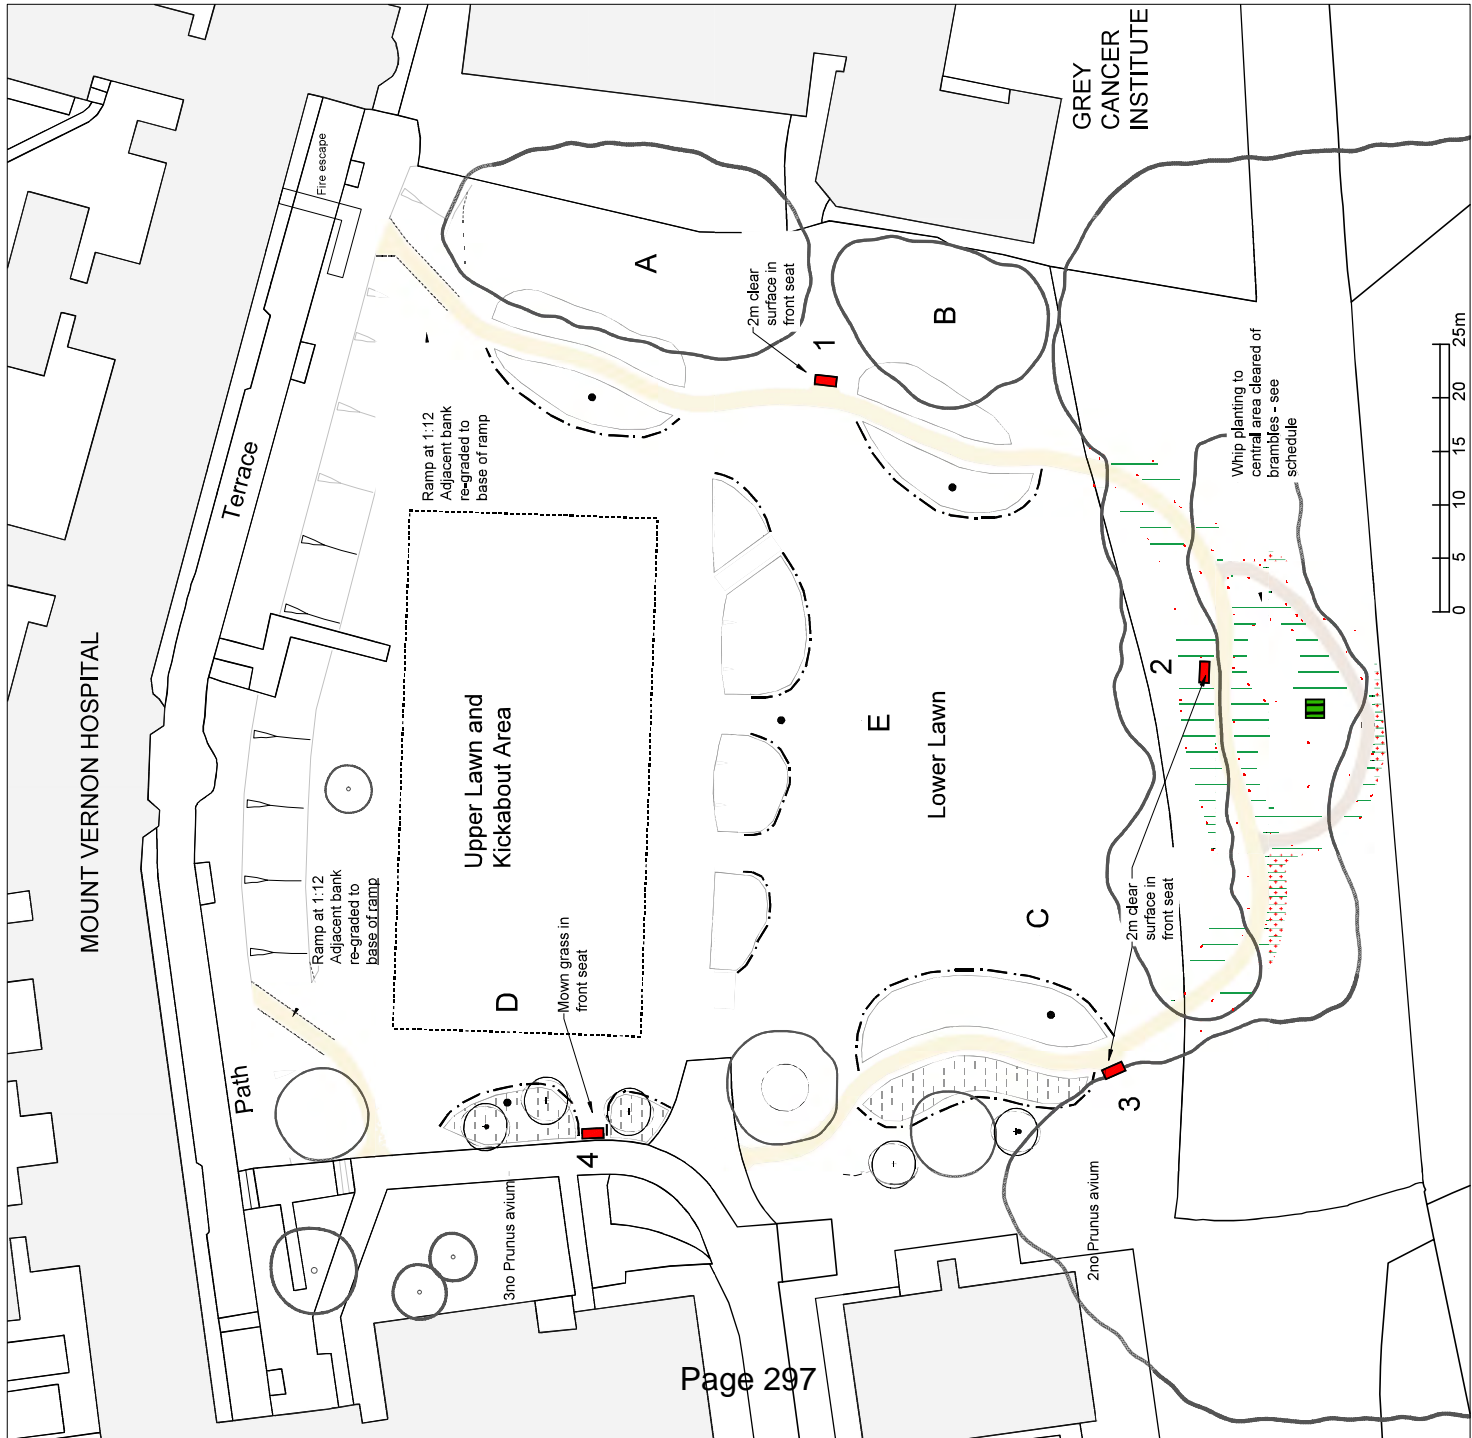 MOUNT VERNON HOSPITAL
Fire escape
Terrace
Path
GREY
CANCER
INSTITUTE
Ramp at 1:12
Adjacent bank
re-graded to
base of ramp
Ramp at 1:12
Adjacent bank
re-graded to
base of ramp
Upper Lawn and
Kickabout Area
Mown grass in
front seat
A
2m clear
surface in
front seat
1
B
D
E
Lower Lawn
C
2m clear
surface in
front seat
2
3
4
Whip planting to
central area cleared of
brambles - see
schedule
3no Prunus avium
2no Prunus avium
0
5
10
15
20
25m
Page 297